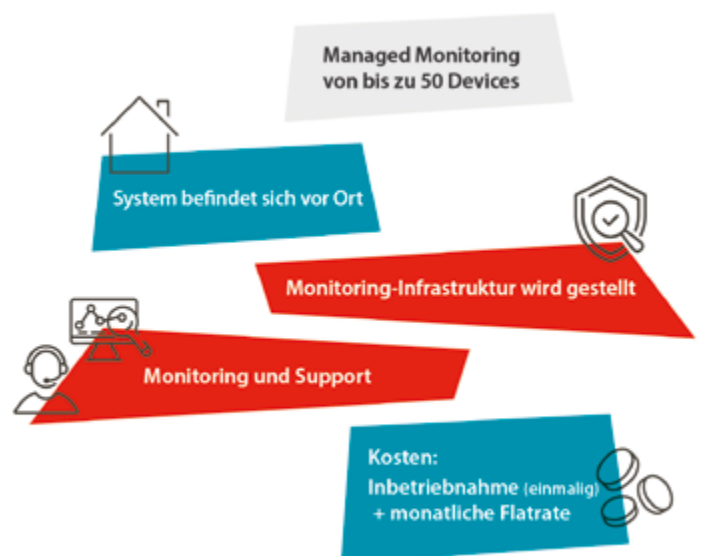 Managed Monitoring
von bis zu 50 Devices
System befindet sich vor Ort
Monitoring-Infrastruktur wird gestellt
Monitoring und Support
Kosten:
Inbetriebnahme (einmalig)
+ monatliche Flatrate